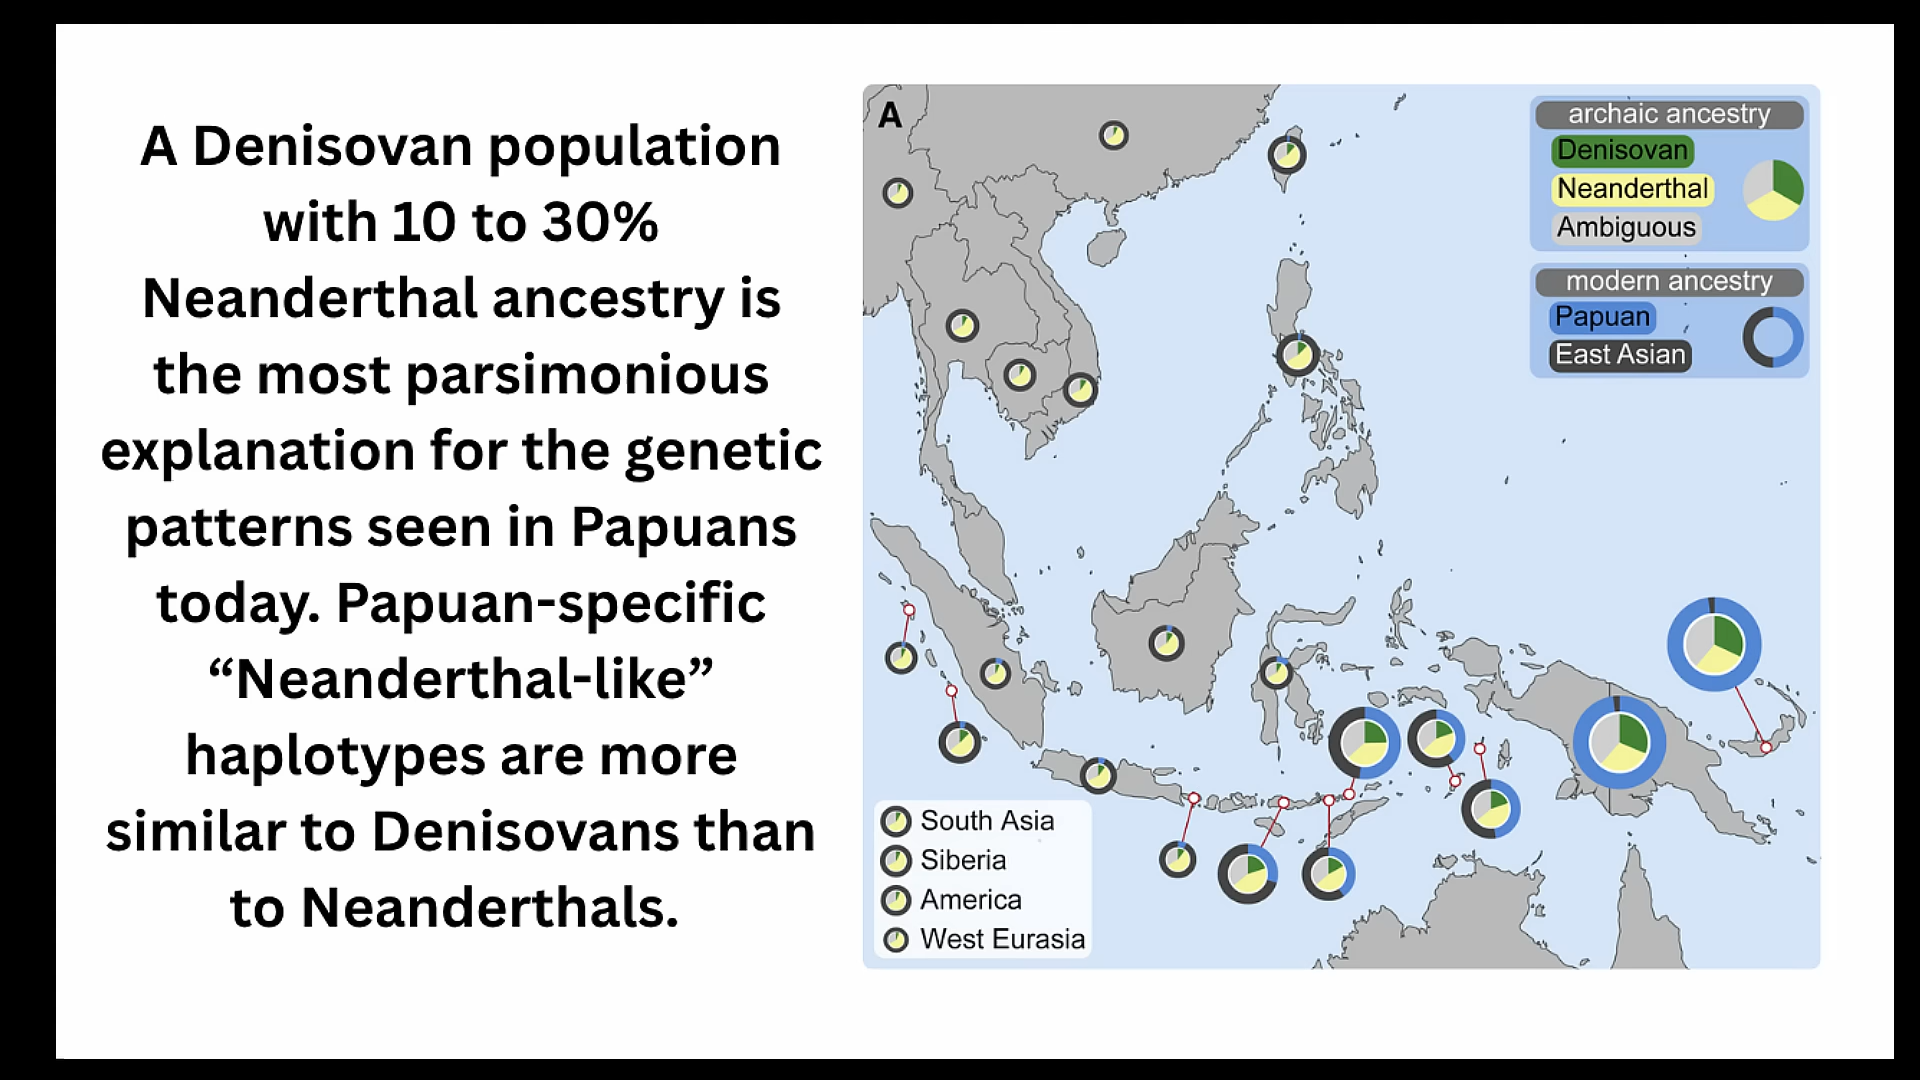 A Denisovan population
with 10 to 30%
Neanderthal ancestry is
the most parsimonious
explanation for the genetic
patterns seen in Papuans
today. Papuan-specific
“Neanderthal-like”
haplotypes are more
similar to Denisovans than
to Neanderthals.
A
archaic ancestry
Denisovan
Neanderthal
Ambiguous
modern ancestry
Papuan
East Asian
South Asia
Siberia
America
West Eurasia